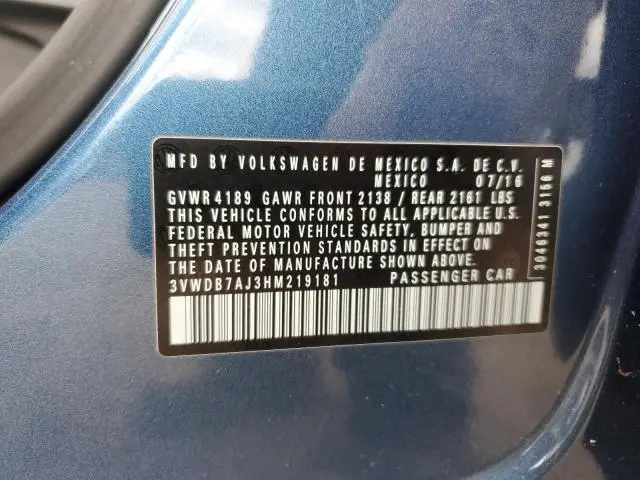 MFD BY VOLKSWAGEN DE MEXICO S.A. DE C.V.
MEXICO 07/16
GVWR 4189 GAWR FRONT 2138 / REAR 2161 LBS
THIS VEHICLE CONFORMS TO ALL APPLICABLE U.S.
FEDERAL MOTOR VEHICLE SAFETY, BUMPER AND
THEFT PREVENTION STANDARDS IN EFFECT ON
THE DATE OF MANUFACTURE SHOWN ABOVE.
3VWDB7AJ3HM219181 PASSENGER CAR
3046341 3156 M